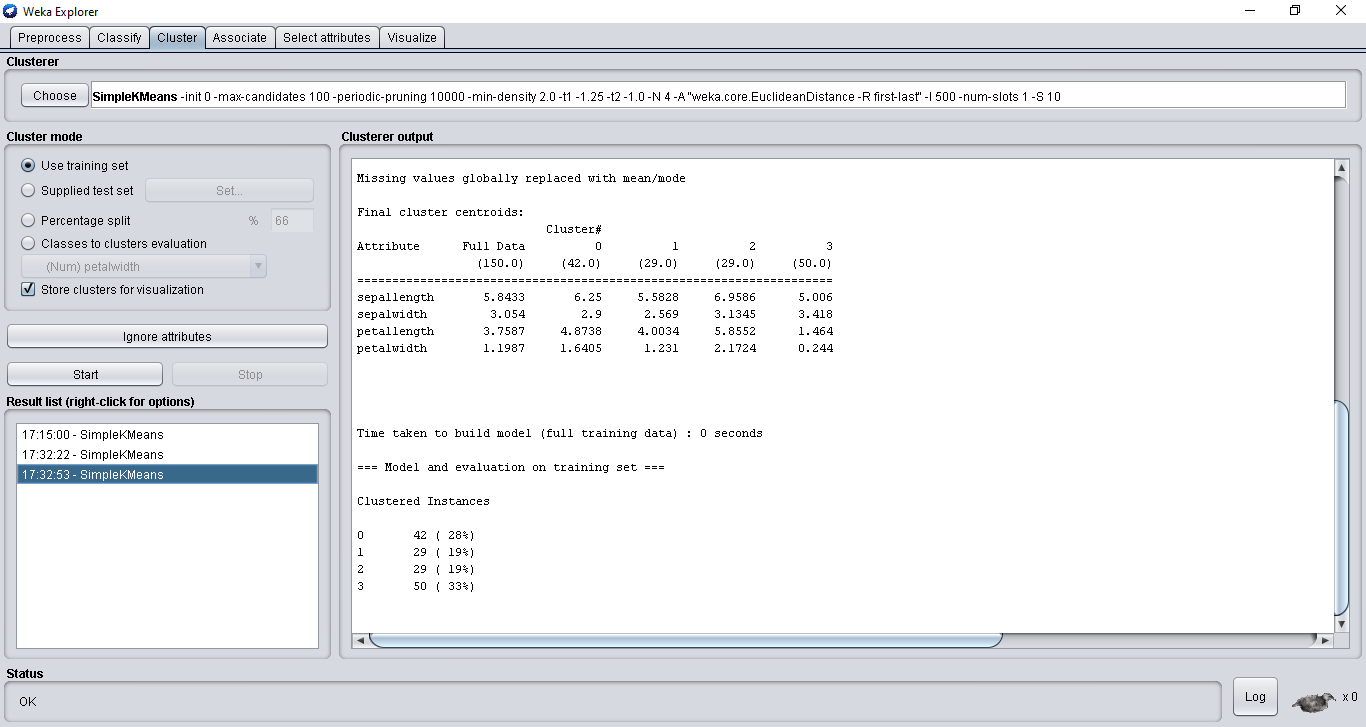 Weka Explorer
Preprocess Classify Cluster Associate Select attributes Visualize
Clusterer
Choose SimpleKMeans -init 0 -max-candidates 100 -periodic-pruning 10000 -min-density 2.0 -t1 -1.25 -t2 -1.0 -N 4 -A "weka.core.EuclideanDistance -R first-last" -I 500 -num-slots 1 -S 10
Cluster mode
Use training set
Supplied test set Set...
Percentage split % 66
Classes to clusters evaluation
(Num) petalwidth
Store clusters for visualization
Ignore attributes
Start Stop
Result list (right-click for options)
17:15:00 - SimpleKMeans
17:32:22 - SimpleKMeans
17:32:53 - SimpleKMeans
Clusterer output
Missing values globally replaced with mean/mode
Final cluster centroids:
Cluster#
Attribute Full Data 0 1 2 3
(150.0) (42.0) (29.0) (29.0) (50.0)
====================================================================
sepallength 5.8433 6.25 5.5828 6.9586 5.006
sepalwidth 3.054 2.9 2.569 3.1345 3.418
petallength 3.7587 4.8738 4.0034 5.8552 1.464
petalwidth 1.1987 1.6405 1.231 2.1724 0.244
Time taken to build model (full training data) : 0 seconds
=== Model and evaluation on training set ===
Clustered Instances
0 42 ( 28%)
1 29 ( 19%)
2 29 ( 19%)
3 50 ( 33%)
Status
OK
Log x 0